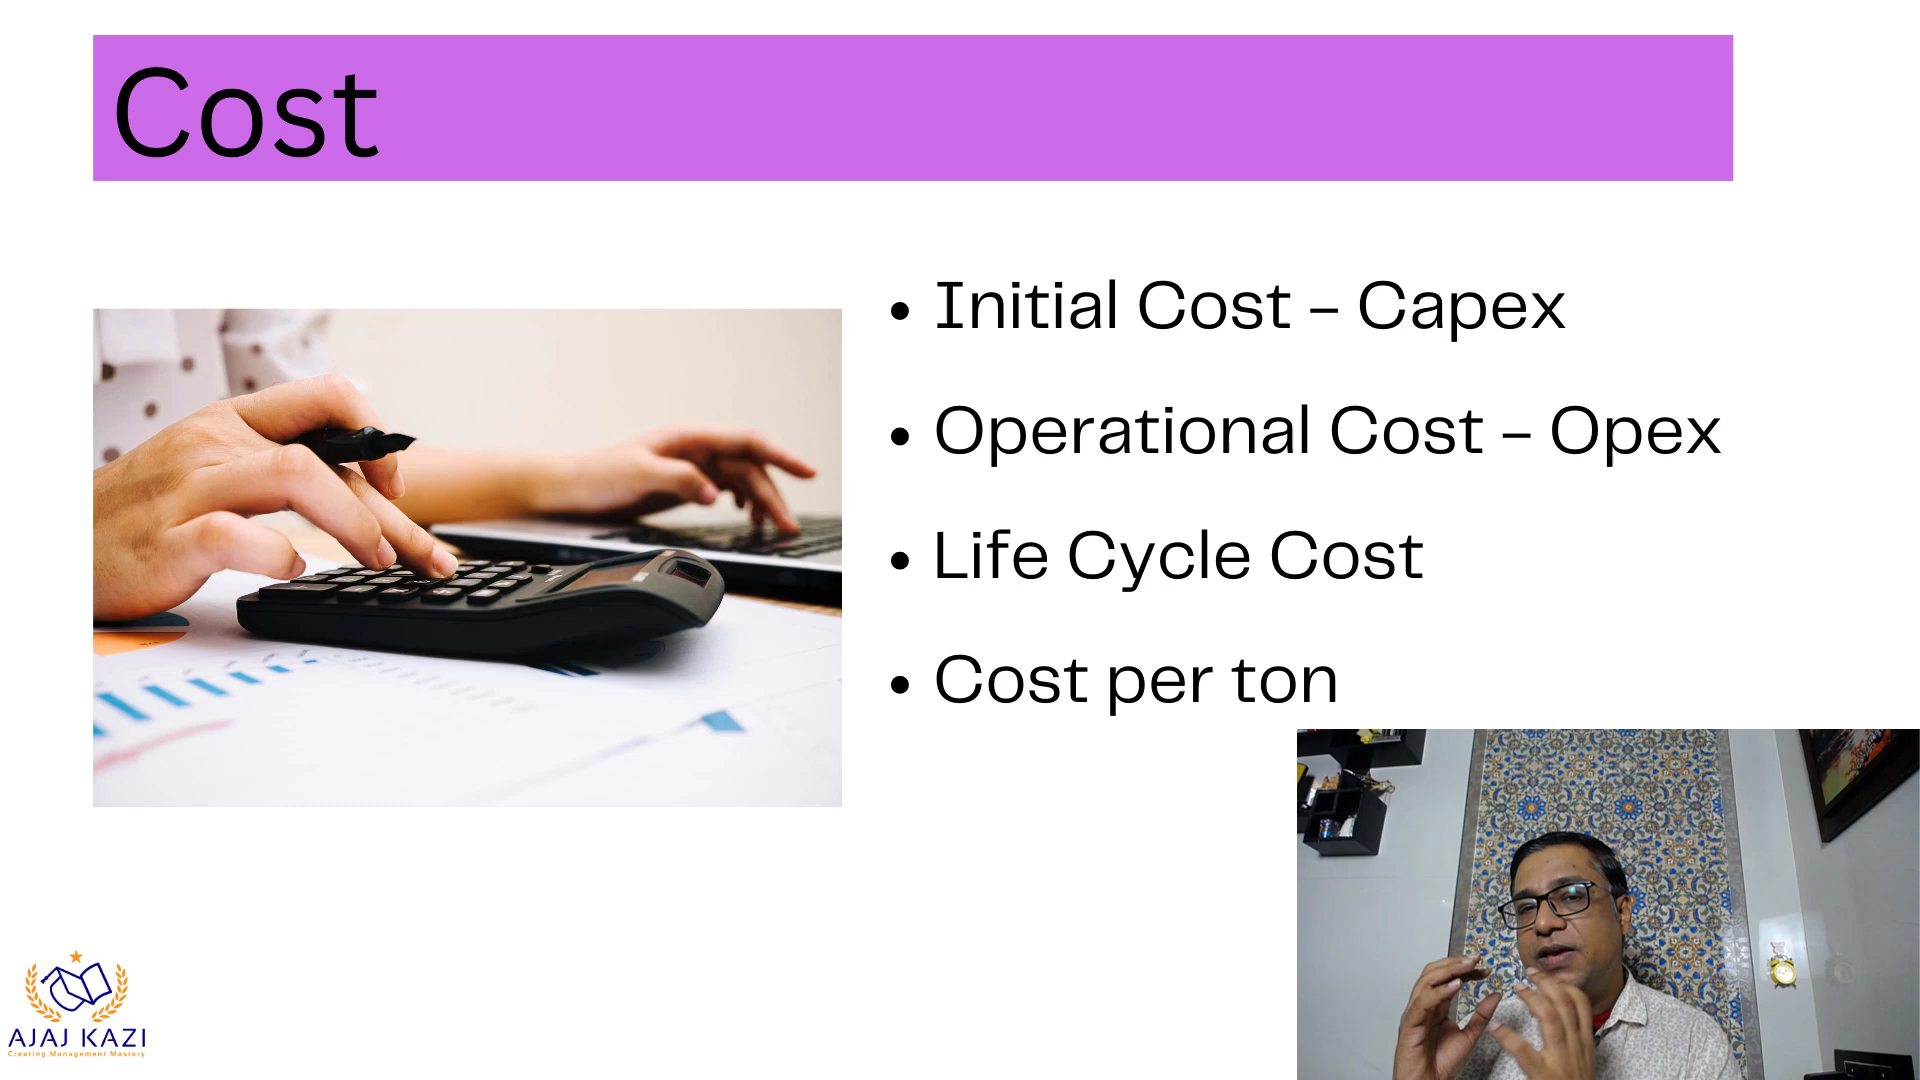 Cost
• Initial Cost – Capex
• Operational Cost – Opex
• Life Cycle Cost
• Cost per ton
AJAJ KAZI
Creating Management Mastery